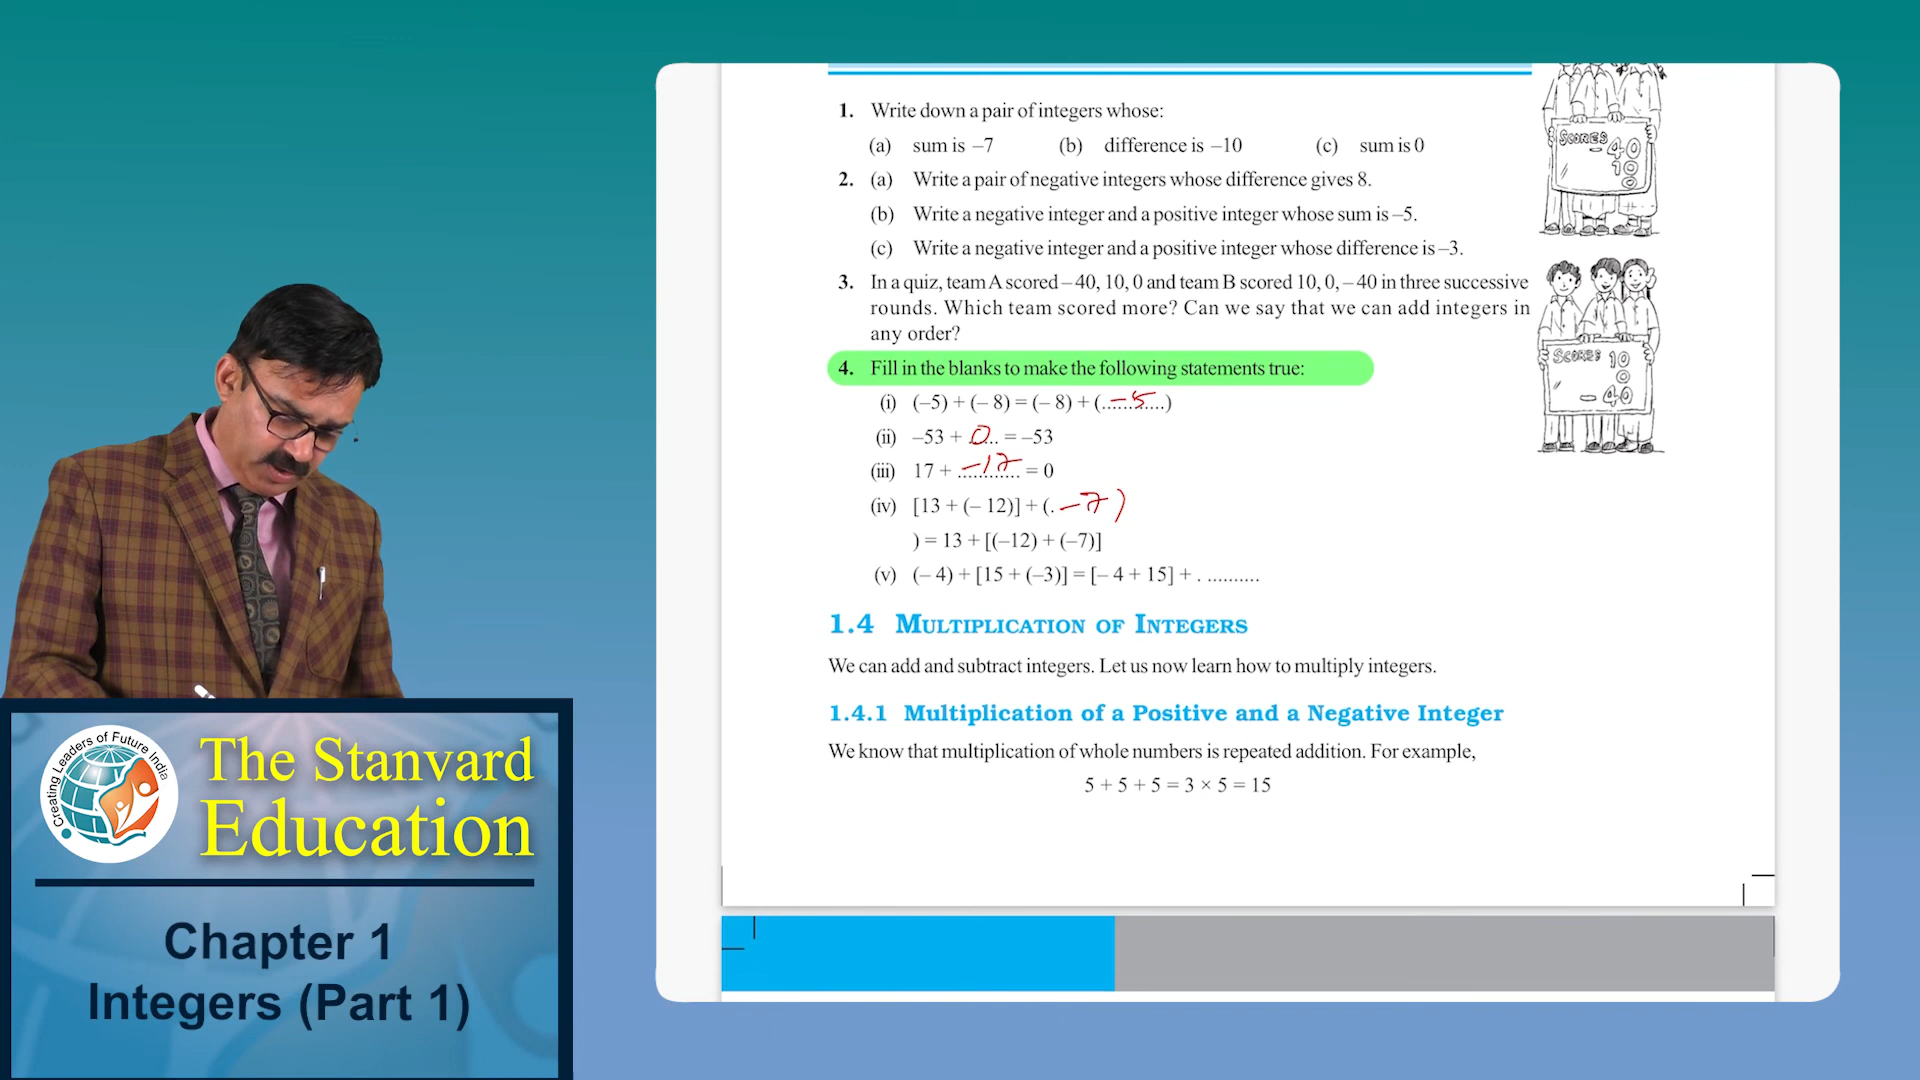 1. Write down a pair of integers whose:
(a) sum is –7 (b) difference is –10 (c) sum is 0
2. (a) Write a pair of negative integers whose difference gives 8.
(b) Write a negative integer and a positive integer whose sum is –5.
(c) Write a negative integer and a positive integer whose difference is –3.
3. In a quiz, team A scored – 40, 10, 0 and team B scored 10, 0, – 40 in three successive
rounds. Which team scored more? Can we say that we can add integers in
any order?
4. Fill in the blanks to make the following statements true:
(i) (–5) + (– 8) = (– 8) + (......–5......)
(ii) –53 + 0... = –53
(iii) 17 + –17 ............ = 0
(iv) [13 + (– 12)] + (. –7 )
) = 13 + [(–12) + (–7)]
(v) (– 4) + [15 + (–3)] = [– 4 + 15] + . ..........
1.4 Multiplication of Integers
We can add and subtract integers. Let us now learn how to multiply integers.
1.4.1 Multiplication of a Positive and a Negative Integer
We know that multiplication of whole numbers is repeated addition. For example,
5 + 5 + 5 = 3 × 5 = 15
SCORES
– 40
10
0
SCORES 10
0
– 40
Creating Leaders of Future India
The Stanvard
Education
Chapter 1
Integers (Part 1)